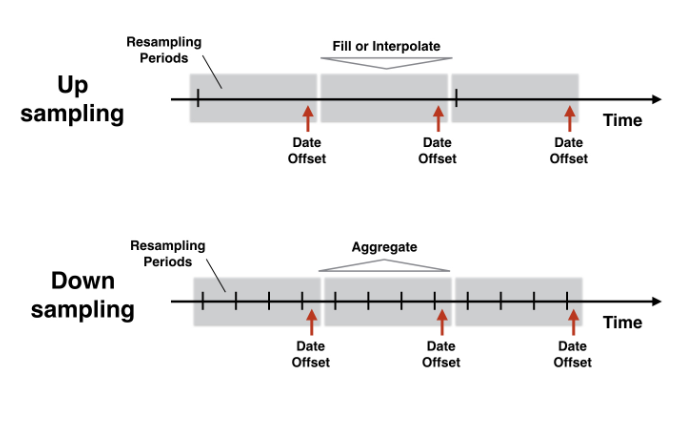 Resampling
Periods
Fill or Interpolate
Up
sampling
Time
Date
Offset
Date
Offset
Date
Offset
Resampling
Periods
Aggregate
Down
sampling
Time
Date
Offset
Date
Offset
Date
Offset